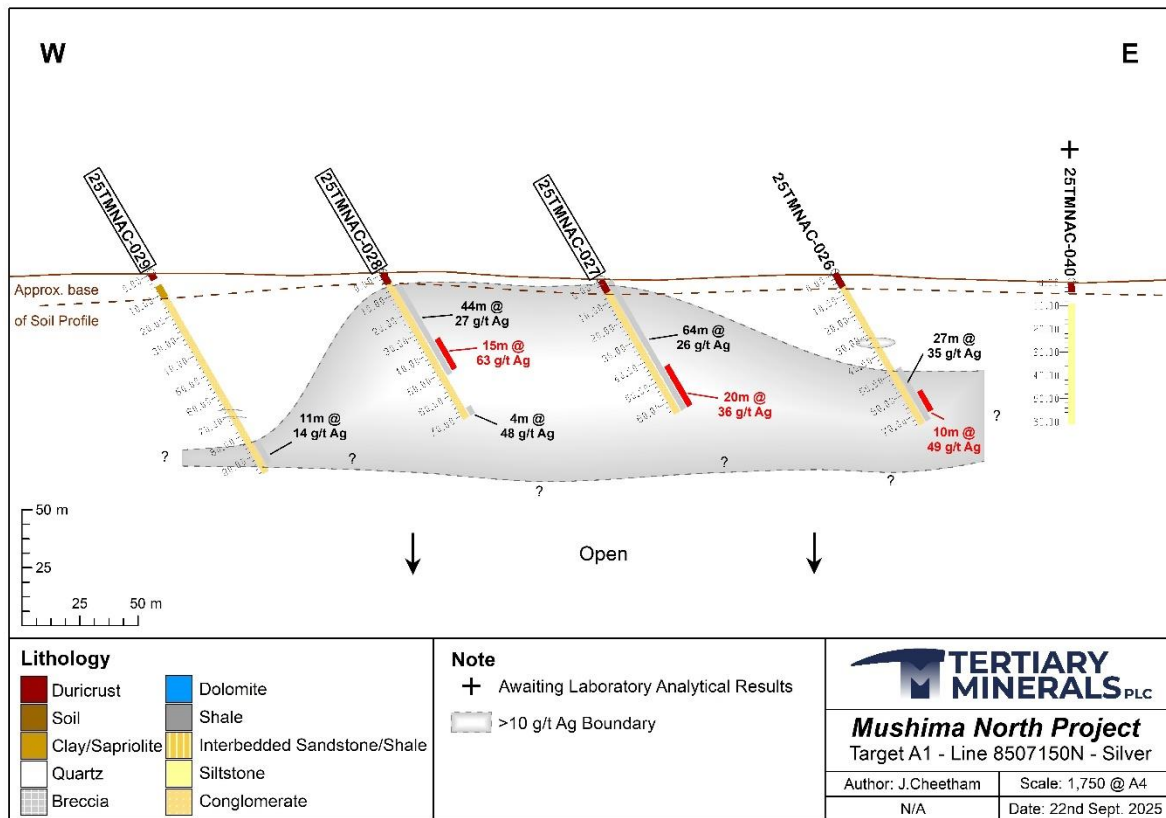 W
E
25TMNAC-029
25TMNAC-028
25TMNAC-027
25TMNAC-026
+
25TMNAC-040
Approx. base
of Soil Profile
44m @
27 g/t Ag
15m @
63 g/t Ag
4m @
48 g/t Ag
11m @
14 g/t Ag
64m @
26 g/t Ag
20m @
36 g/t Ag
27m @
35 g/t Ag
10m @
49 g/t Ag
?
?
?
?
?
?
50 m
25
25
50 m
Open
Lithology
Duricrust
Soil
Clay/Sapriolite
Quartz
Breccia
Dolomite
Shale
Interbedded Sandstone/Shale
Siltstone
Conglomerate
Note
+ Awaiting Laboratory Analytical Results
>10 g/t Ag Boundary
TERTIARY
MINERALS PLC
Mushima North Project
Target A1 - Line 8507150N - Silver
Author: J.Cheetham
Scale: 1,750 @ A4
N/A
Date: 22nd Sept. 2025